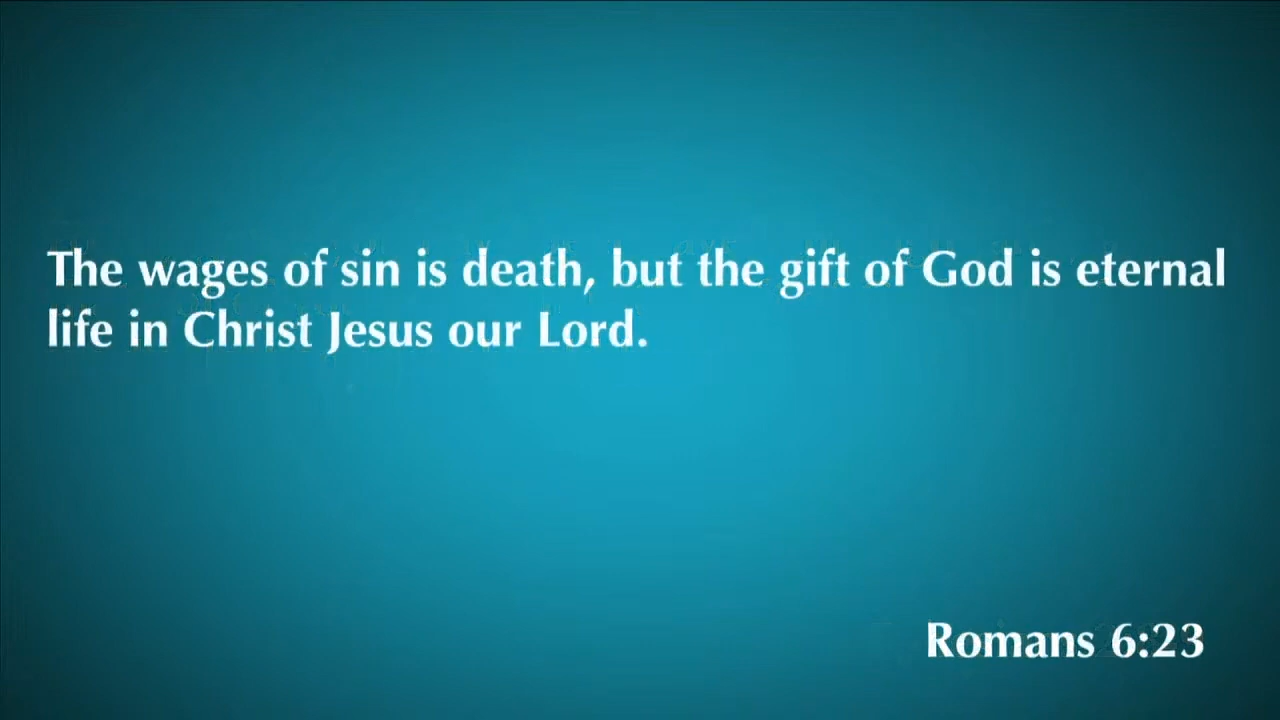 The wages of sin is death, but the gift of God is eternal
life in Christ Jesus our Lord.
Romans 6:23